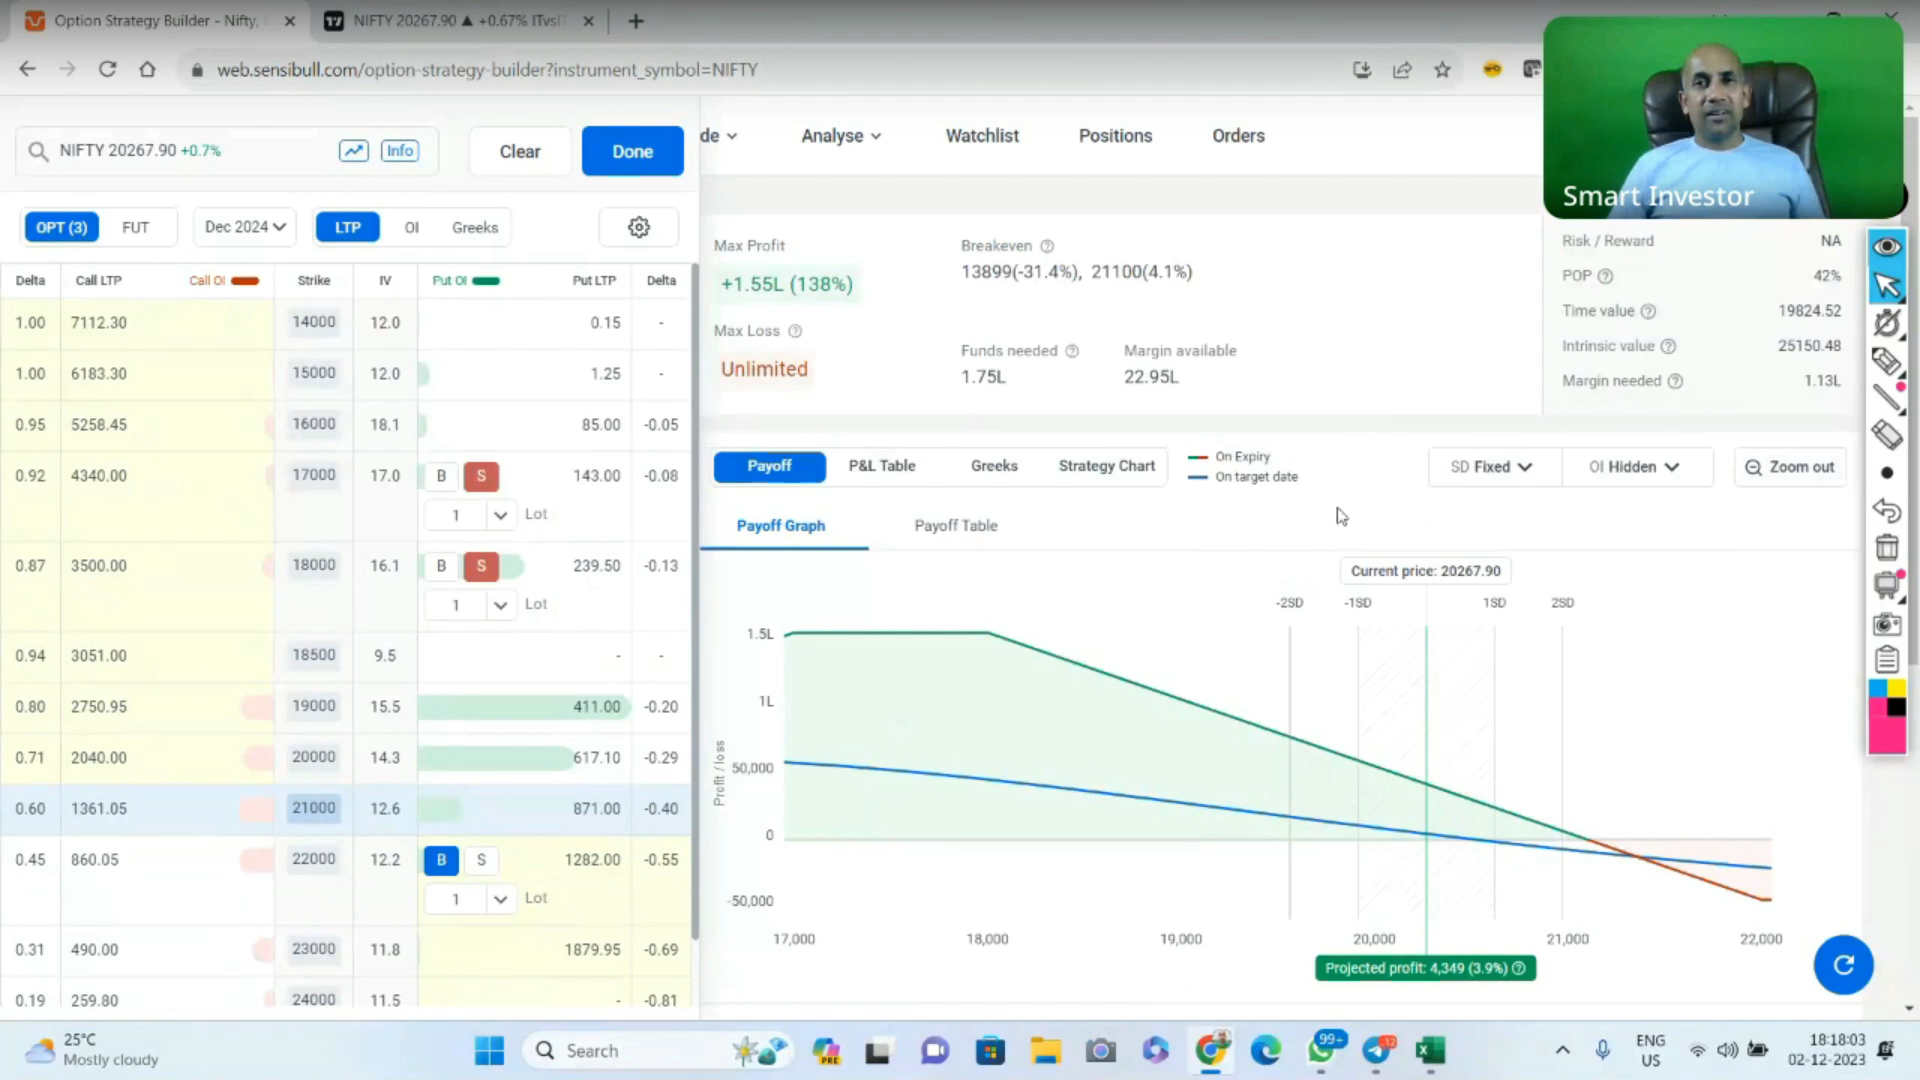 Option Strategy Builder - Nifty,
NIFTY 20267.90 ▲ +0.67% ITvsIT
web.sensibull.com/option-strategy-builder?instrument_symbol=NIFTY
NIFTY 20267.90 +0.7%
Info
Clear
Done
de
Analyse
Watchlist
Positions
Orders
Smart Investor
OPT (3)
FUT
Dec 2024
LTP
OI
Greeks
Delta
Call LTP
Call OI
Strike
IV
Put OI
Put LTP
Delta
1.00 7112.30 14000 12.0 0.15 -
1.00 6183.30 15000 12.0 1.25 -
0.95 5258.45 16000 18.1 85.00 -0.05
0.92 4340.00 17000 17.0 B S 143.00 -0.08
1 Lot
0.87 3500.00 18000 16.1 B S 239.50 -0.13
1 Lot
0.94 3051.00 18500 9.5 - -
0.80 2750.95 19000 15.5 411.00 -0.20
0.71 2040.00 20000 14.3 617.10 -0.29
0.60 1361.05 21000 12.6 871.00 -0.40
0.45 860.05 22000 12.2 B S 1282.00 -0.55
1 Lot
0.31 490.00 23000 11.8 1879.95 -0.69
0.19 259.80 24000 11.5 - -0.81
Max Profit
+1.55L (138%)
Max Loss
Unlimited
Breakeven
13899(-31.4%), 21100(4.1%)
Funds needed
1.75L
Margin available
22.95L
Risk / Reward NA
POP 42%
Time value 19824.52
Intrinsic value 25150.48
Margin needed 1.13L
Payoff
P&L Table
Greeks
Strategy Chart
On Expiry
On target date
SD Fixed
OI Hidden
Zoom out
Payoff Graph
Payoff Table
Current price: 20267.90
-2SD
-1SD
1SD
2SD
Profit / loss
1.5L
1L
50,000
0
-50,000
17,000
18,000
19,000
20,000
21,000
22,000
Projected profit: 4,349 (3.9%)
25°C
Mostly cloudy
Search
PRE
99+
12
ENG
US
18:18:03
02-12-2023